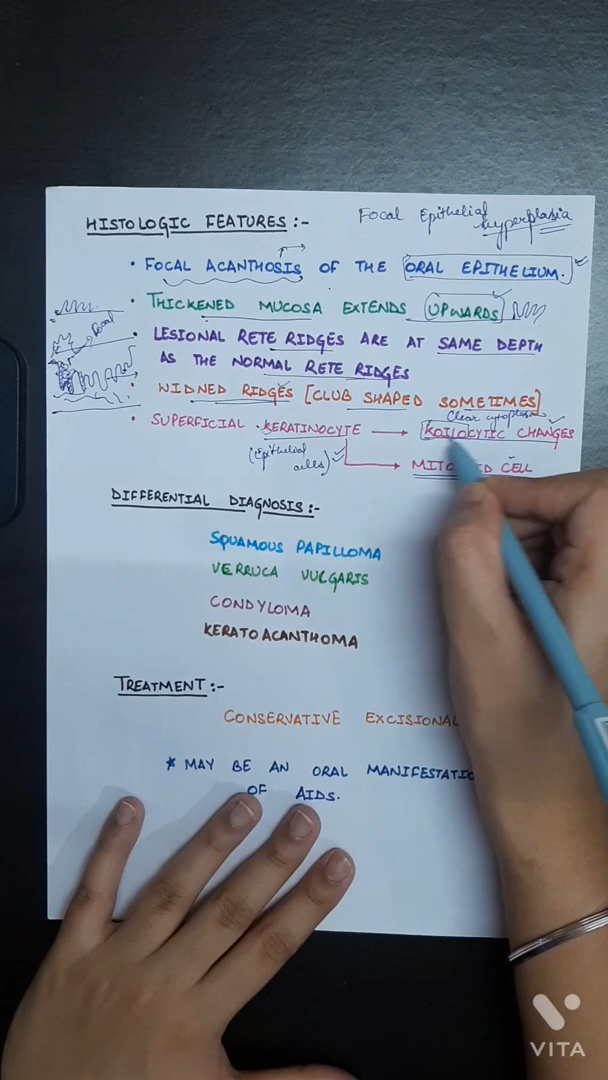 Focal Epithelial
HISTOLOGIC FEATURES :- hyperplasia
• FOCAL ACANTHOSIS OF THE ORAL EPITHELIUM.
• THICKENED MUCOSA EXTENDS UPWARDS
• LESIONAL RETE RIDGES ARE AT SAME DEPTH
AS THE NORMAL RETE RIDGES
• WIDNED RIDGES [CLUB SHAPED SOMETIMES]
Clear cytoplasm
• SUPERFICIAL KERATINOCYTE → KOILOCYTIC CHANGES
(Epithelial
cells)
→ CELL
DIFFERENTIAL DIAGNOSIS :-
SQUAMOUS PAPILLOMA
VERRUCA VULGARIS
CONDYLOMA
KERATOACANTHOMA
TREATMENT :-
CONSERVATIVE EXCISIONAL
* MAY BE AN ORAL MANIFESTATIO
OF AIDS.
VITA